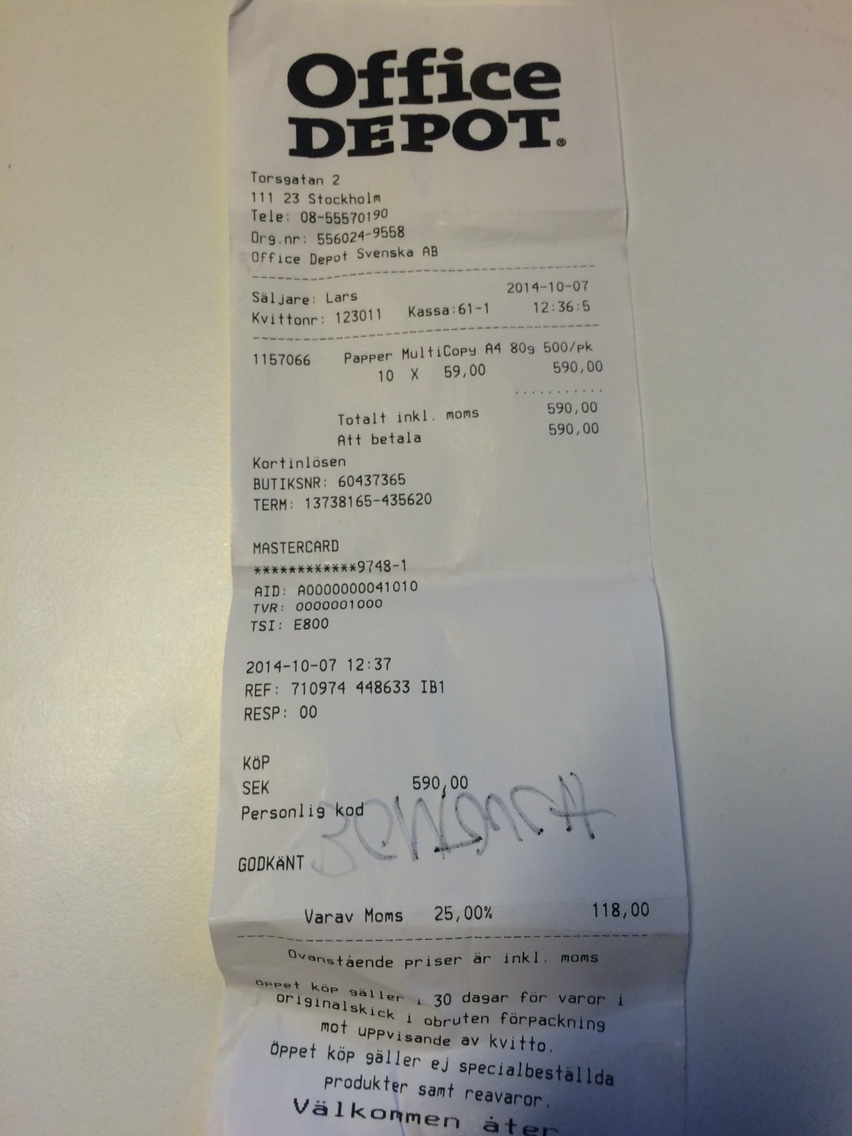 Office
DEPOT®
Torsgatan 2
111 23 Stockholm
Tele: 08-55570190
Org.nr: 556024-9558
Office Depot Svenska AB
Säljare: Lars 2014-10-07
Kvittonr: 123011 Kassa:61-1 12:36:5
1157066 Papper MultiCopy A4 80g 500/pk
10 X 59,00 590,00
Totalt inkl. moms 590,00
Att betala 590,00
Kortinlösen
BUTIKSNR: 60437365
TERM: 13738165-435620
MASTERCARD
************9748-1
AID: A0000000041010
TVR: 0000001000
TSI: E800
2014-10-07 12:37
REF: 710974 448633 IB1
RESP: 00
KÖP
SEK 590,00
Personlig kod
GODKÄNT
Varav Moms 25,00% 118,00
Ovanstående priser är inkl. moms
Öppet köp gäller i 30 dagar för varor i
originalskick i obruten förpackning
mot uppvisande av kvitto.
Öppet köp gäller ej specialbeställda
produkter samt reavaror.
Välkommen åter